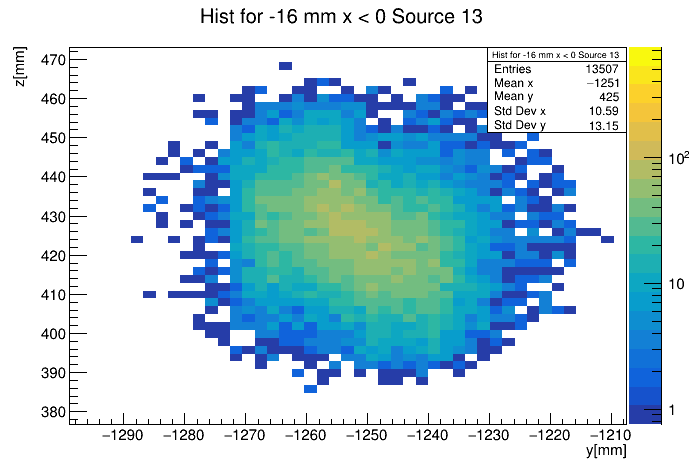 Hist for -16 mm x < 0 Source 13
z[mm]
470
460
450
440
430
420
410
400
390
380
Hist for -16 mm x < 0 Source 13
Entries 13507
Mean x −1251
Mean y 425
Std Dev x 10.59
Std Dev y 13.15
10²
10
1
−1290 −1280 −1270 −1260 −1250 −1240 −1230 −1220 −1210
y[mm]